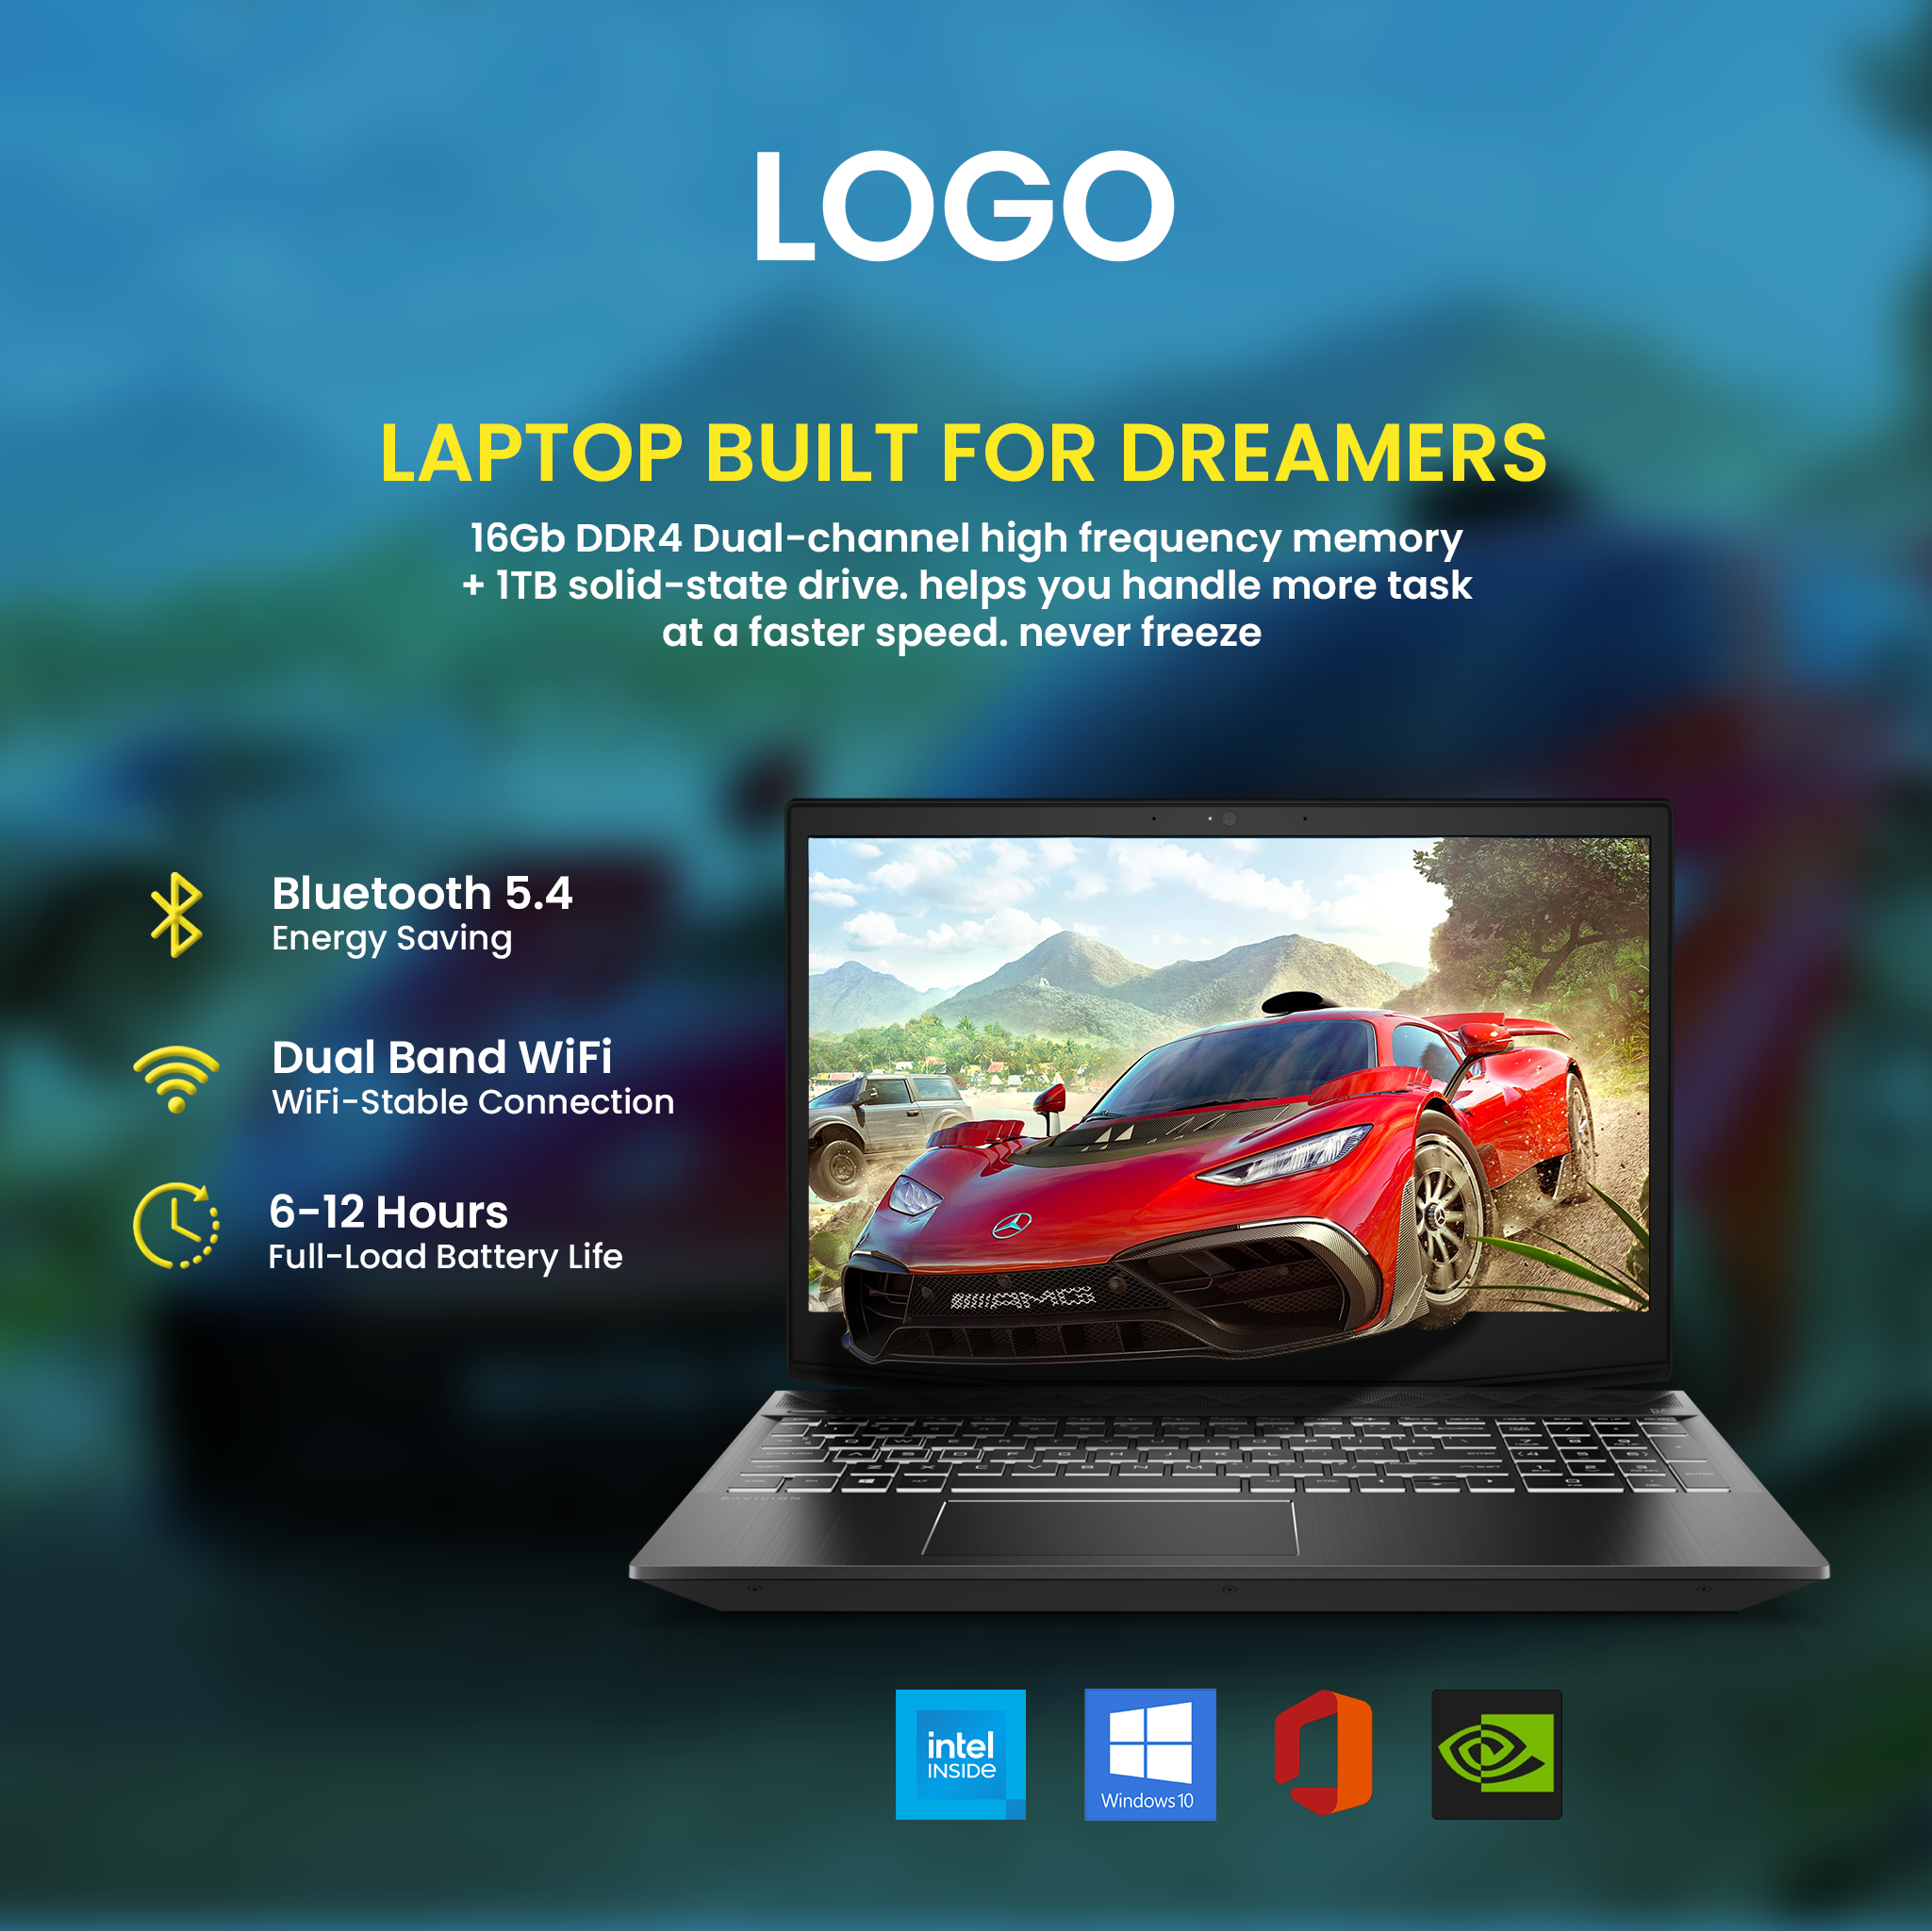 LOGO
LAPTOP BUILT FOR DREAMERS
16Gb DDR4 Dual-channel high frequency memory
+ 1TB solid-state drive. helps you handle more task
at a faster speed. never freeze
Bluetooth 5.4
Energy Saving
Dual Band WiFi
WiFi-Stable Connection
6-12 Hours
Full-Load Battery Life
AMG
PAVILION
intel
INSIDe
Windows 10